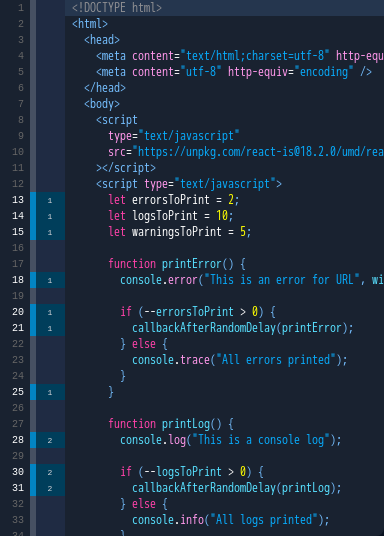 1 <!DOCTYPE html>
2 <html>
3 <head>
4 <meta content="text/html;charset=utf-8" http-equ
5 <meta content="utf-8" http-equiv="encoding" />
6 </head>
7 <body>
8 <script
9 type="text/javascript"
10 src="https://unpkg.com/react-is@18.2.0/umd/rea
11 ></script>
12 <script type="text/javascript">
13 1 let errorsToPrint = 2;
14 1 let logsToPrint = 10;
15 1 let warningsToPrint = 5;
16
17 function printError() {
18 1 console.error("This is an error for URL", wi
19
20 1 if (--errorsToPrint > 0) {
21 1 callbackAfterRandomDelay(printError);
22 } else {
23 console.trace("All errors printed");
24 }
25 1 }
26
27 function printLog() {
28 2 console.log("This is a console log");
29
30 2 if (--logsToPrint > 0) {
31 2 callbackAfterRandomDelay(printLog);
32 } else {
33 console.info("All logs printed");
34 }